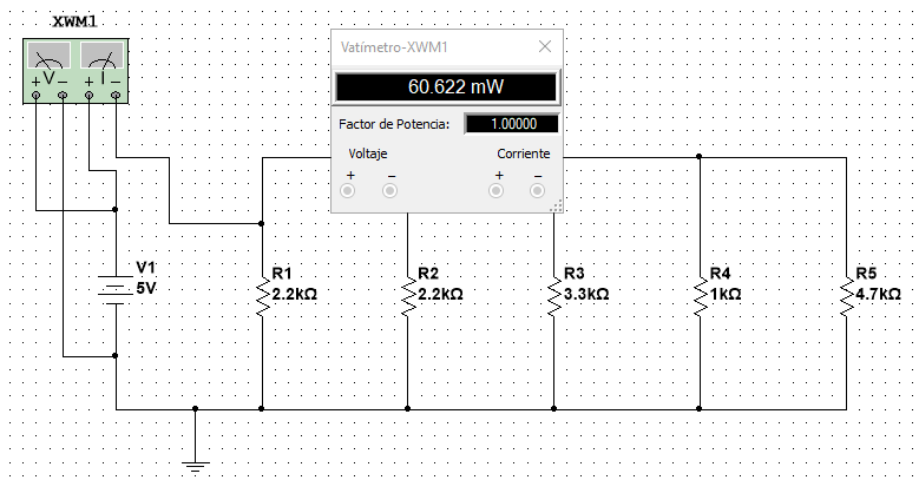 XWM1
V
I
+ - + -
Vatímetro-XWM1
60.622 mW
Factor de Potencia: 1.00000
Voltaje Corriente
+ - + -
V1
5V
R1
2.2kΩ
R2
2.2kΩ
R3
3.3kΩ
R4
1kΩ
R5
4.7kΩ